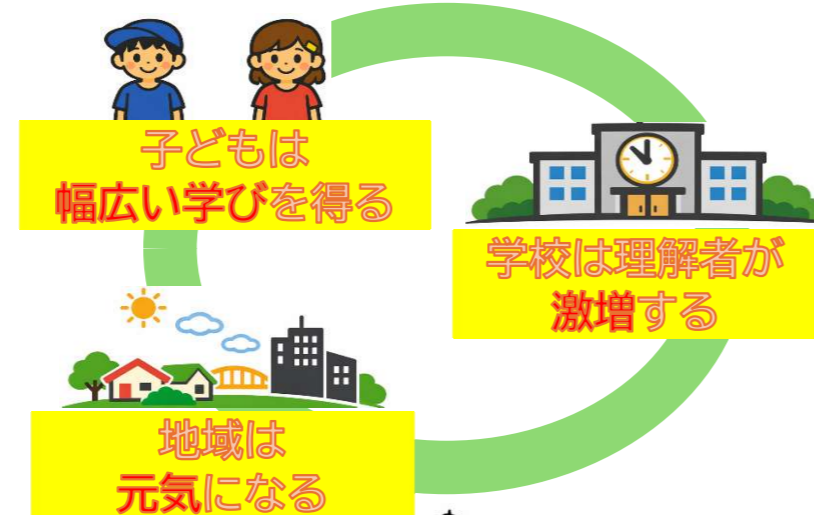 子どもは
幅広い学びを得る
学校は理解者が
激増する
地域は
元気になる